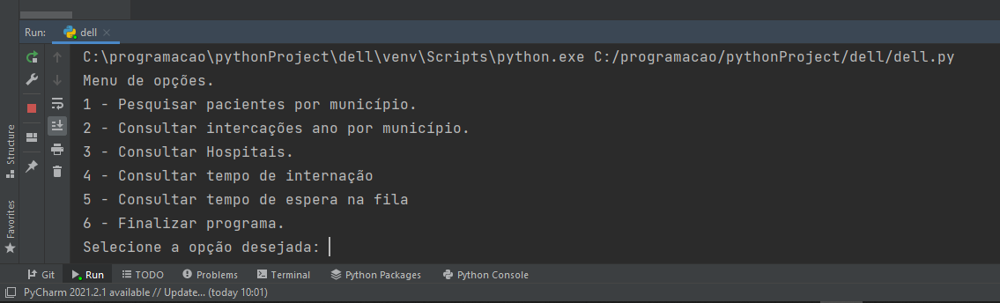 Run: dell
C:\programacao\pythonProject\dell\venv\Scripts\python.exe C:/programacao/pythonProject/dell/dell.py
Menu de opções.
1 - Pesquisar pacientes por município.
2 - Consultar intercações ano por município.
3 - Consultar Hospitais.
4 - Consultar tempo de internação
5 - Consultar tempo de espera na fila
6 - Finalizar programa.
Selecione a opção desejada:
Structure
Favorites
Git Run TODO Problems Terminal Python Packages Python Console
PyCharm 2021.2.1 available // Update... (today 10:01)